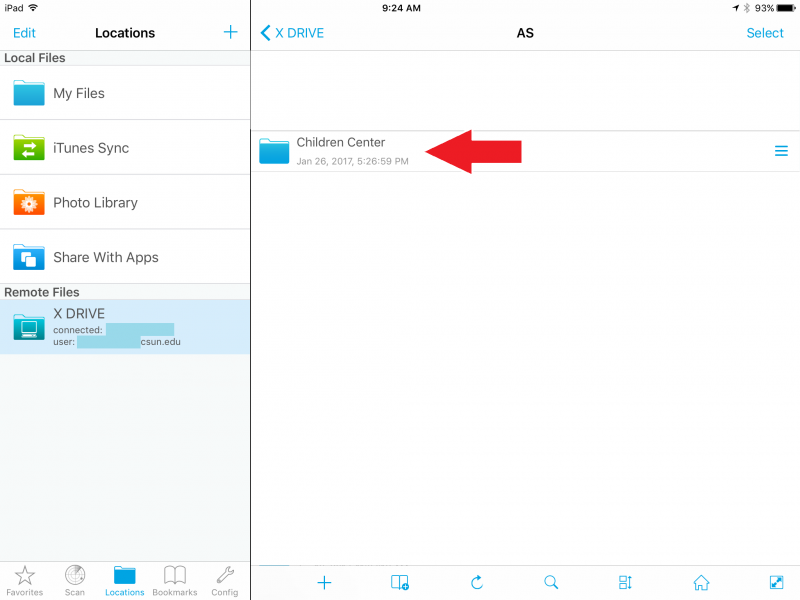 iPad 9:24 AM 93%
Edit Locations
X DRIVE AS Select
Local Files
My Files
iTunes Sync
Photo Library
Share With Apps
Remote Files
X DRIVE
connected:
user: csun.edu
Children Center
Jan 26, 2017, 5:26:59 PM
Favorites Scan Locations Bookmarks Config